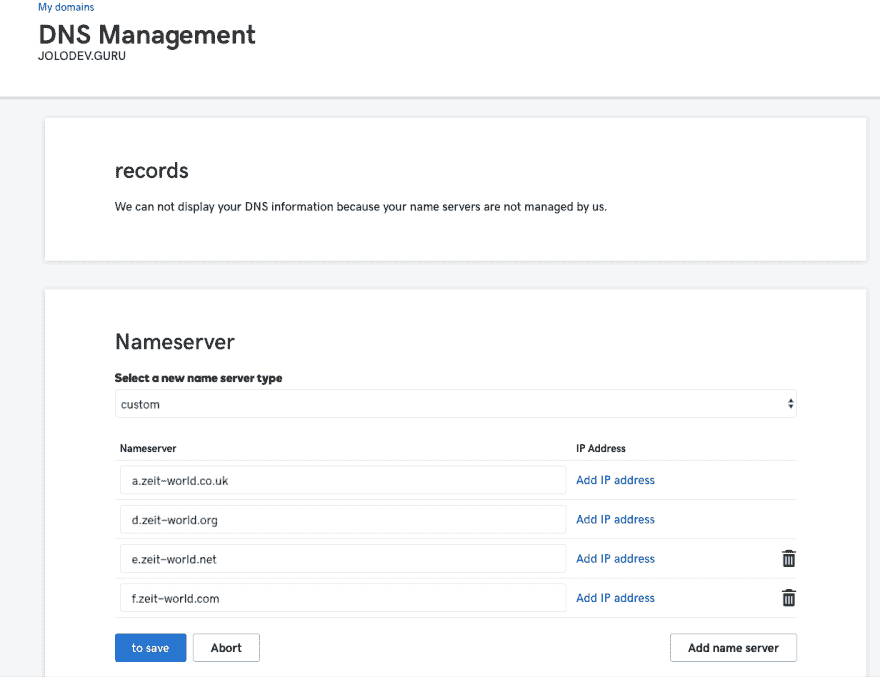 My domains
DNS Management
JOLODEV.GURU
records
We can not display your DNS information because your name servers are not managed by us.
Nameserver
Select a new name server type
custom
Nameserver IP Address
a.zeit-world.co.uk Add IP address
d.zeit-world.org Add IP address
e.zeit-world.net Add IP address
f.zeit-world.com Add IP address
to save Abort Add name server